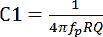 C1 = 1/(4πf_pRQ)